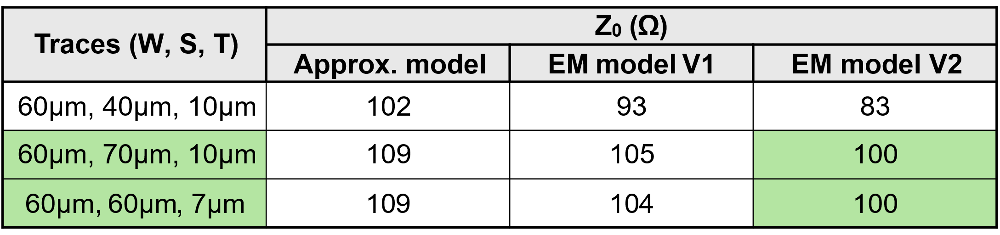 Traces (W, S, T)
Z₀ (Ω)
Approx. model
EM model V1
EM model V2
60µm, 40µm, 10µm
102
93
83
60µm, 70µm, 10µm
109
105
100
60µm, 60µm, 7µm
109
104
100